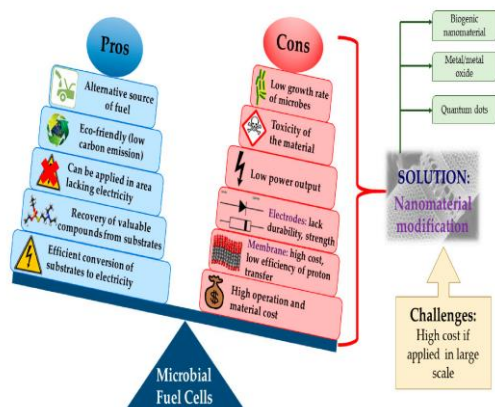 Pros
Alternative source
of fuel
Eco-friendly (low
carbon emission)
Can be applied in area
lacking electricity
Recovery of valuable
compounds from substrates
Efficient conversion of
substrates to electricity
Cons
Low growth rate
of microbes
Toxicity of
the material
Low power output
Electrodes: lack
durability, strength
Membrane: high cost,
low efficiency of proton
transfer
High operation and
material cost
Microbial
Fuel Cells
Biogenic
nanomaterial
Metal/metal
oxide
Quantum dots
SOLUTION:
Nanomaterial
modification
Challenges:
High cost if
applied in large
scale